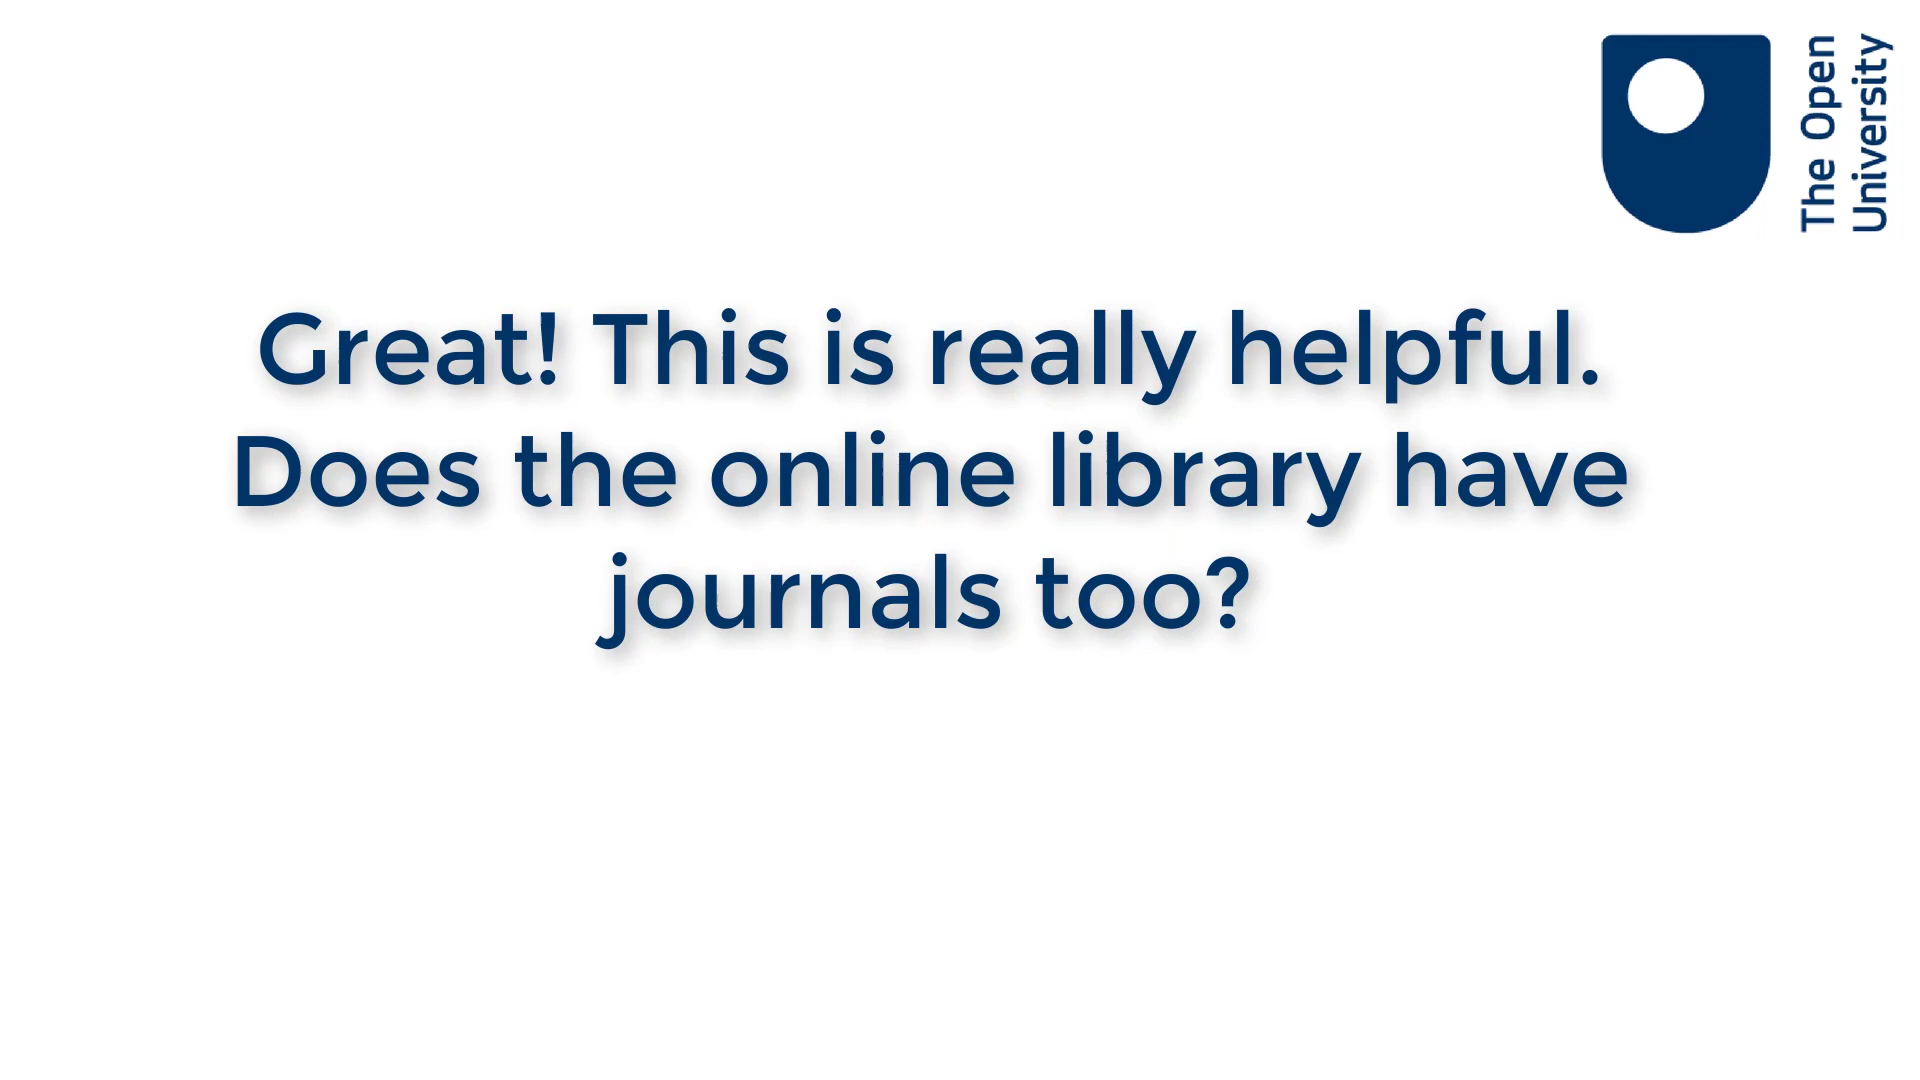 The Open
University
Great! This is really helpful.
Does the online library have
journals too?